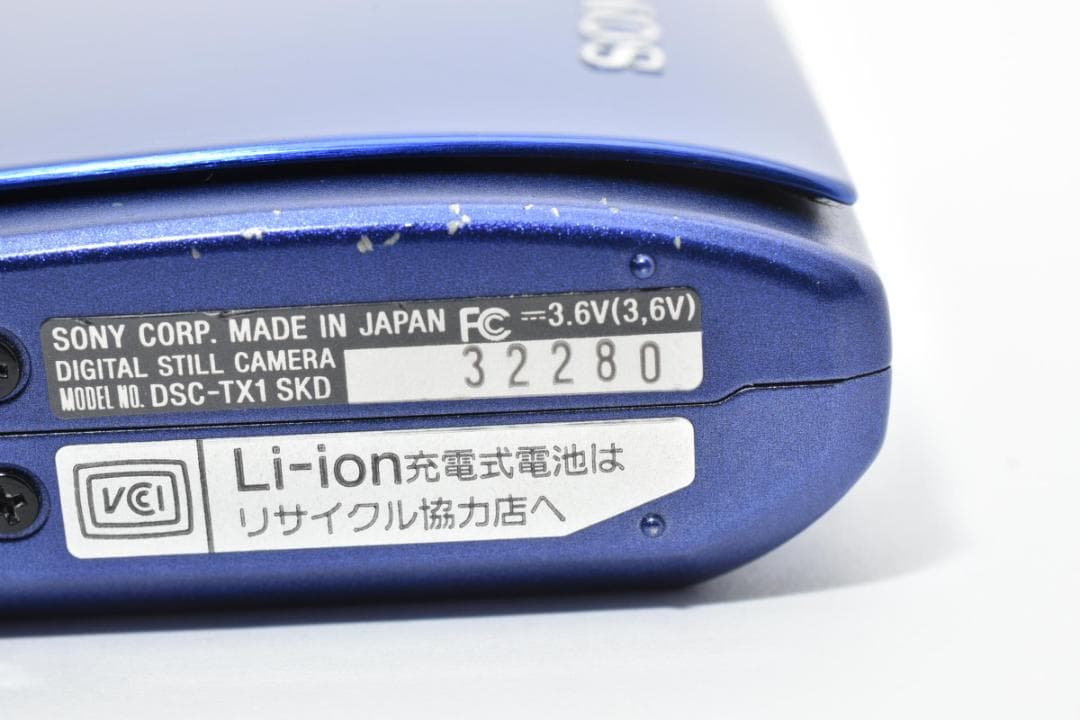 SON
SONY CORP. MADE IN JAPAN FC ⎓3.6V(3,6V)
DIGITAL STILL CAMERA 32280
MODEL NO. DSC-TX1 SKD
VCI Li-ion充電式電池は
リサイクル協力店へ